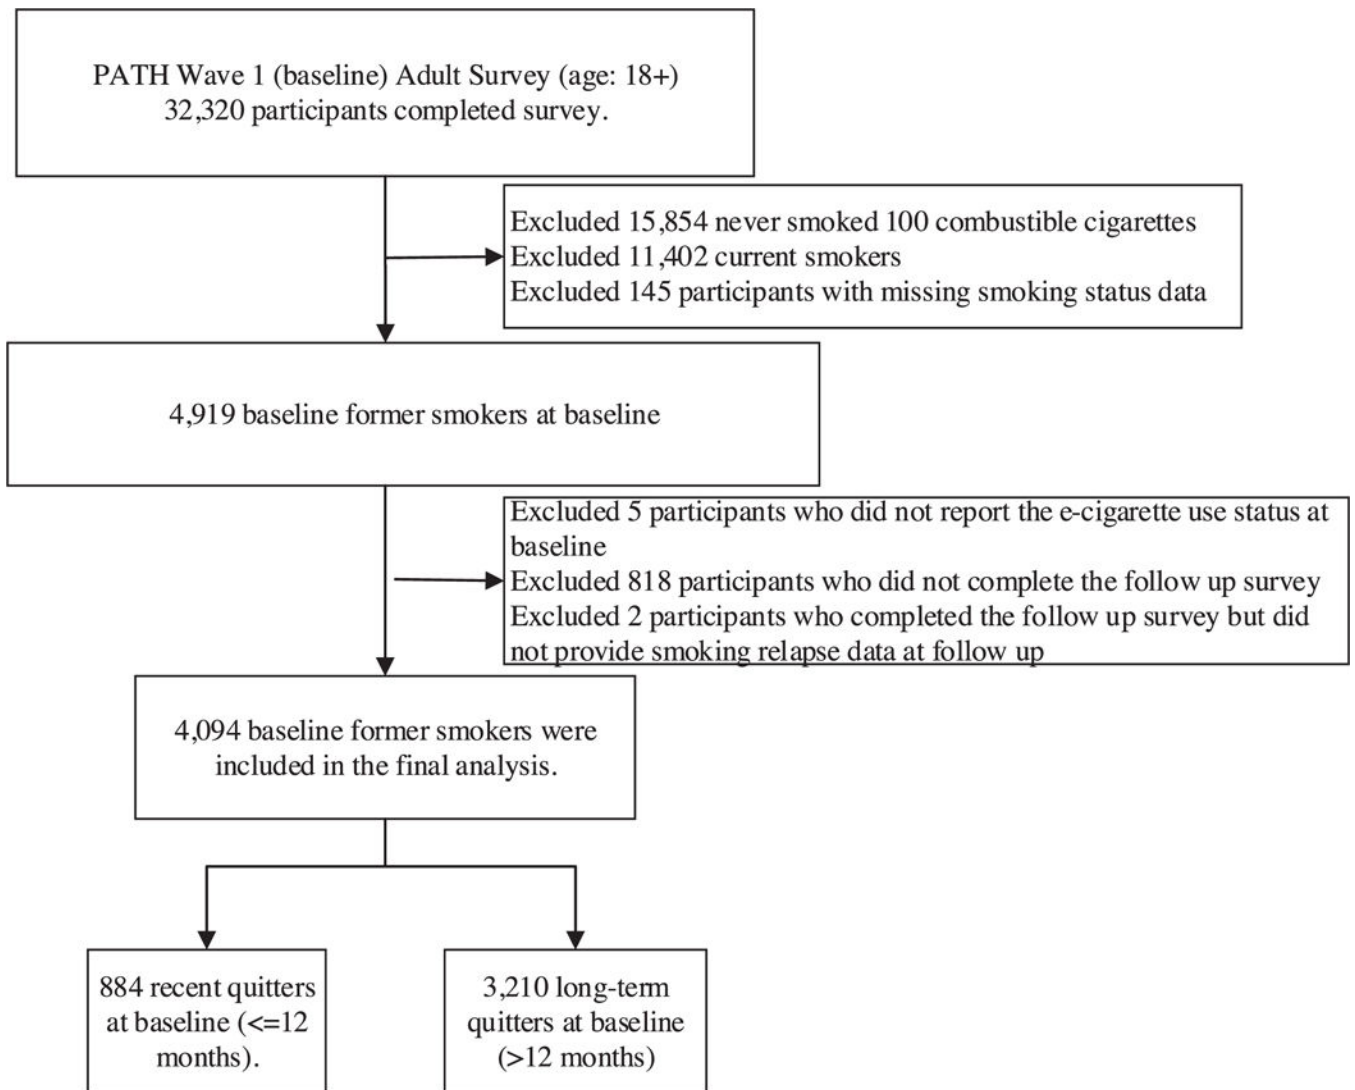 PATH Wave 1 (baseline) Adult Survey (age: 18+)
32,320 participants completed survey.
Excluded 15,854 never smoked 100 combustible cigarettes
Excluded 11,402 current smokers
Excluded 145 participants with missing smoking status data
4,919 baseline former smokers at baseline
Excluded 5 participants who did not report the e-cigarette use status at
baseline
Excluded 818 participants who did not complete the follow up survey
Excluded 2 participants who completed the follow up survey but did
not provide smoking relapse data at follow up
4,094 baseline former smokers were
included in the final analysis.
884 recent quitters
at baseline (<=12
months).
3,210 long-term
quitters at baseline
(>12 months)